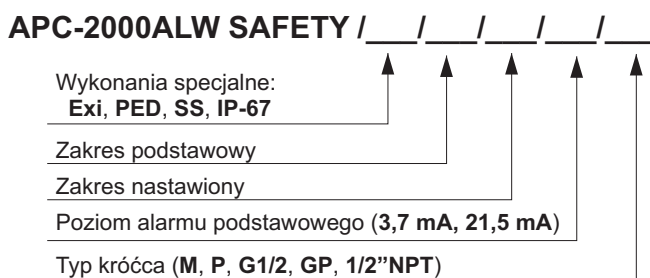 APC-2000ALW SAFETY /___/___/___/___/___
Wykonania specjalne:
Exi, PED, SS, IP-67
Zakres podstawowy
Zakres nastawiony
Poziom alarmu podstawowego (3,7 mA, 21,5 mA)
Typ króćca (M, P, G1/2, GP, 1/2”NPT)